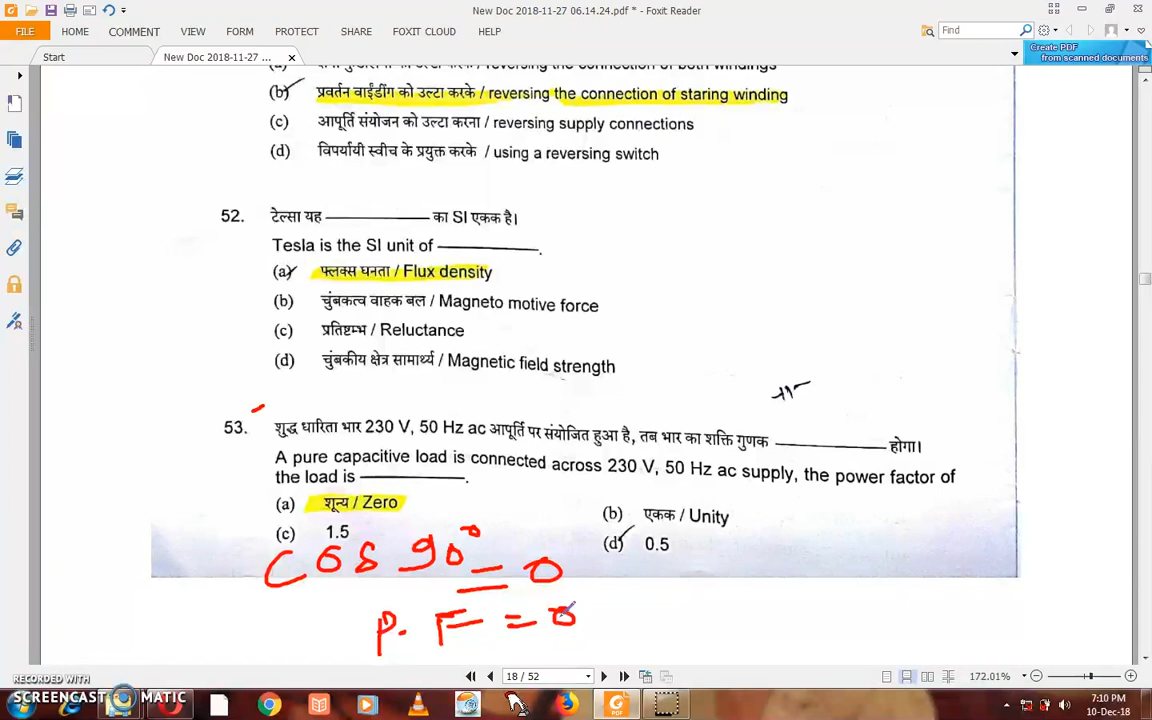 New Doc 2018-11-27 06.14.24.pdf * - Foxit Reader
FILE HOME COMMENT VIEW FORM PROTECT SHARE FOXIT CLOUD HELP
Find
Start New Doc 2018-11-27 ...
Create PDF
from scanned documents
reversing the connection of both windings
(b) प्रवर्तन वाईंडींग को उल्टा करके / reversing the connection of staring winding
(c) आपूर्ति संयोजन को उल्टा करना / reversing supply connections
(d) विपर्यायी स्वीच के प्रयुक्त करके / using a reversing switch
52. टेल्सा यह ____________ का SI एकक है।
Tesla is the SI unit of ____________.
(a) फ्लक्स घनता / Flux density
(b) चुंबकत्व वाहक बल / Magneto motive force
(c) प्रतिष्टम्भ / Reluctance
(d) चुंबकीय क्षेत्र सामार्थ्य / Magnetic field strength
53. शुद्ध धारिता भार 230 V, 50 Hz ac आपूर्ति पर संयोजित हुआ है, तब भार का शक्ति गुणक ____________ होगा।
A pure capacitive load is connected across 230 V, 50 Hz ac supply, the power factor of
the load is ____________.
(a) शून्य / Zero
(b) एकक / Unity
(c) 1.5
(d) 0.5
Cos 90° = 0
P. F = 0
18 / 52
172.01%
RECORDED WITH
SCREENCAST MATIC
7:10 PM
10-Dec-18